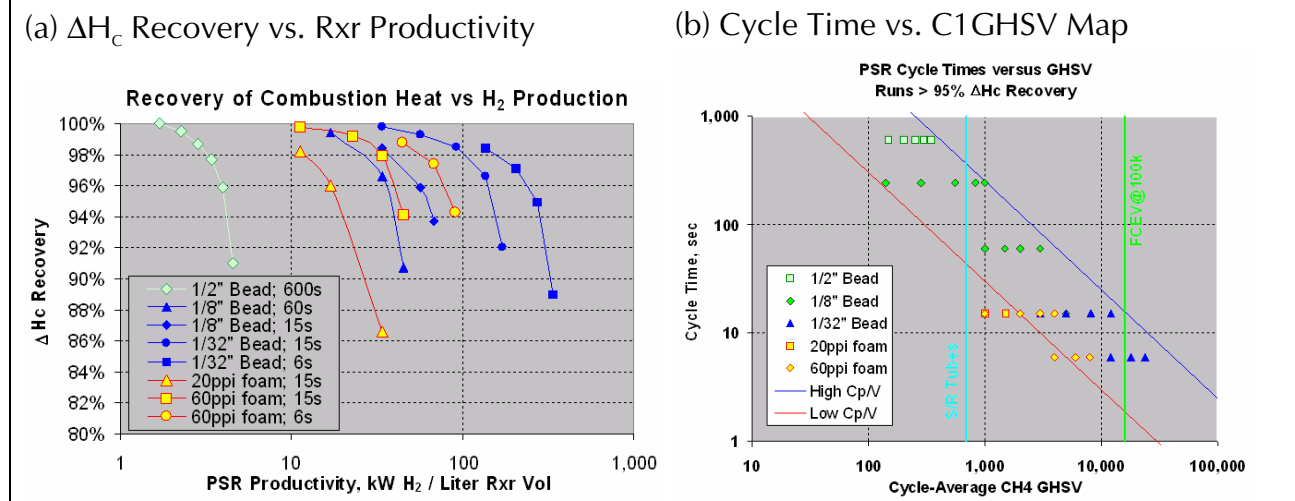 (a) ΔHc Recovery vs. Rxr Productivity
Recovery of Combustion Heat vs H2 Production
Δ Hc Recovery
100%
98%
96%
94%
92%
90%
88%
86%
84%
82%
80%
1/2" Bead; 600s
1/8" Bead; 60s
1/8" Bead; 15s
1/32" Bead; 15s
1/32" Bead; 6s
20ppi foam; 15s
60ppi foam; 15s
60ppi foam; 6s
1
10
100
1,000
PSR Productivity, kW H2 / Liter Rxr Vol
(b) Cycle Time vs. C1GHSV Map
PSR Cycle Times versus GHSV
Runs > 95% ΔHc Recovery
Cycle Time, sec
1,000
100
10
1
S/R Tubes
FCEV@100k
1/2" Bead
1/8" Bead
1/32" Bead
20ppi foam
60ppi foam
High Cp/V
Low Cp/V
10
100
1,000
10,000
100,000
Cycle-Average CH4 GHSV